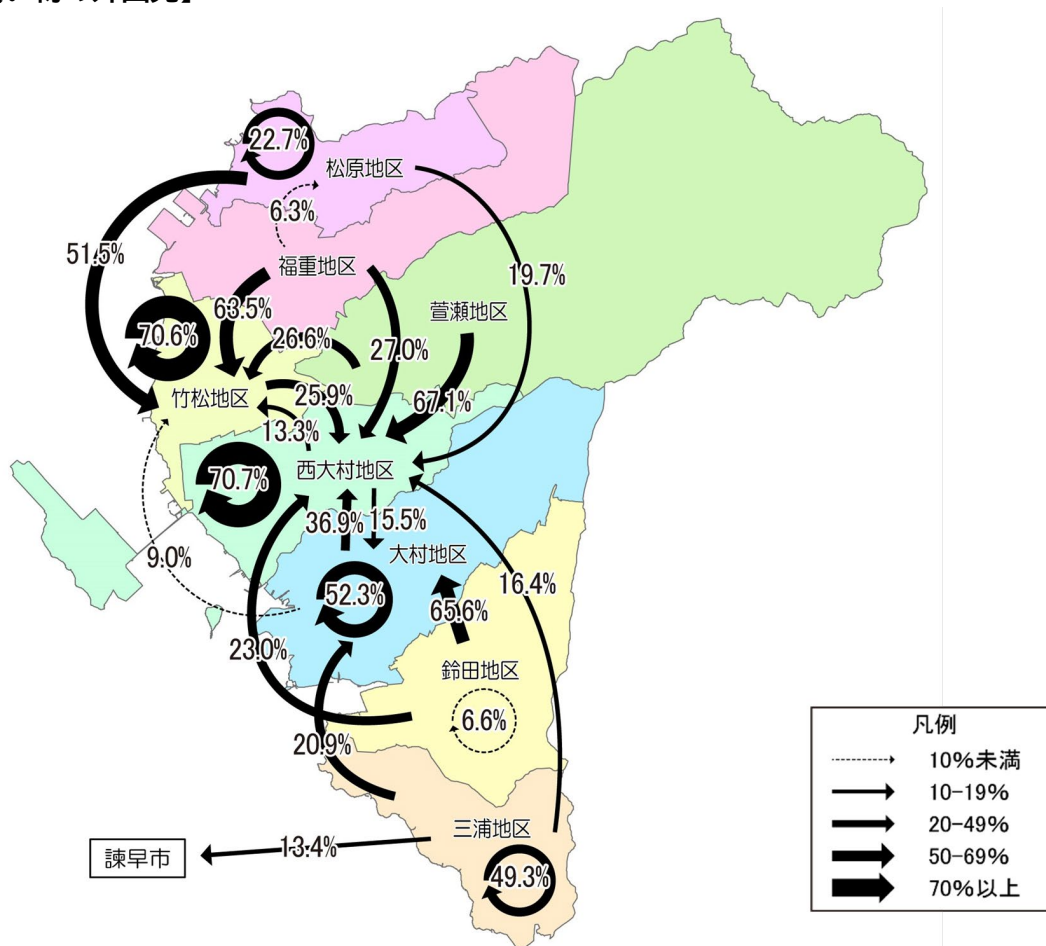 22.7%
松原地区
6.3%
51.5%
福重地区
19.7%
63.5%
萱瀬地区
70.6%
26.6%
27.0%
竹松地区
25.9%
67.1%
13.3%
西大村地区
70.7%
36.9%
15.5%
大村地区
9.0%
16.4%
52.3%
65.6%
23.0%
鈴田地区
6.6%
20.9%
三浦地区
13.4%
諫早市
49.3%
凡例
10%未満
10-19%
20-49%
50-69%
70%以上